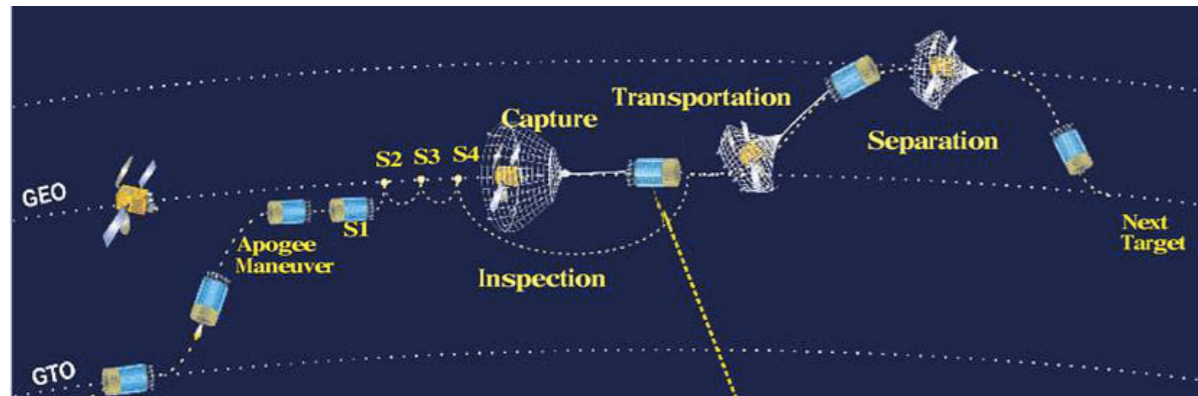 Capture
Transportation
Separation
S2 S3 S4
GEO
S1
Apogee
Maneuver
Inspection
Next
Target
GTO